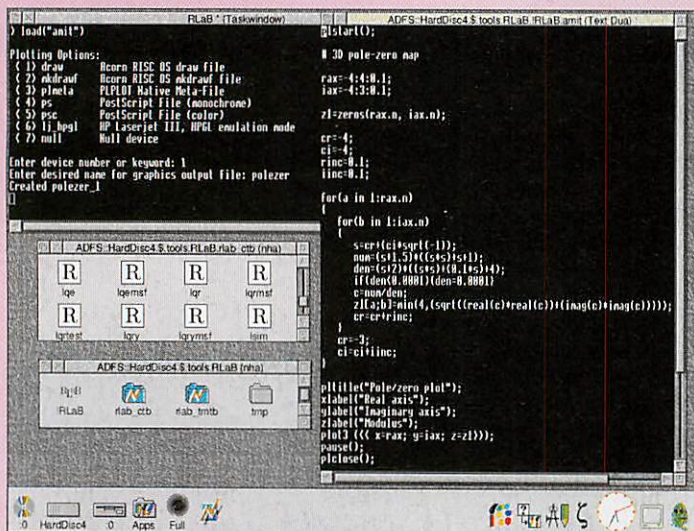 RLaB * (Taskwindow)
> load("amit")
Plotting Options:
( 1) draw Acorn RISC OS draw file
( 2) mkdrawf Acorn RISC OS mkdrawf file
( 3) plmeta PLPLOT Native Meta-File
( 4) ps PostScript File (monochrome)
( 5) psc PostScript File (color)
( 6) lj_hpgl HP Laserjet III, HPGL emulation mode
( 7) null Null device
Enter device number or keyword: 1
Enter desired name for graphics output file: polezer
Created polezer_1
ADFS::HardDisc4.$.tools.RLaB.rlab_ctb (nha)
R R R R
lqe lqemsf lqr lqrmsf
R R R R
lqrtest lqry lqrymsf lsim
ADFS::HardDisc4.$.tools.RLaB (nha)
!RLaB rlab_ctb rlab_tmtb tmp
ADFS::HardDisc4.$.tools.RLaB.!RLaB.amit (Text Dua)
plstart();
# 3D pole-zero map
rax=-4:4:0.1;
iax=-4:3:0.1;
zl=zeros(rax.n, iax.n);
cr=-4;
ci=-4;
rinc=0.1;
iinc=0.1;
for(a in 1:rax.n)
{
for(b in 1:iax.n)
{
s=cr+(ci*sqrt(-1));
num=(s+1.5)*((s*s)+s+1);
den=(s+2)*((s*s)+(0.1*s)+4);
if(den<0.0001){den=0.0001}
c=num/den;
zl[a;b]=min(4,(sqrt((real(c)*real(c))+(imag(c)*imag(c)))));
cr=cr+rinc;
}
cr=-3;
ci=ci+iinc;
}
pltitle("Pole/zero plot");
xlabel("Real axis");
ylabel("Imaginary axis");
zlabel("Modulus");
plot3 (<< x=rax; y=iax; z=zl>>);
pause();
plclose();
:0 HardDisc4 :0 Apps Full